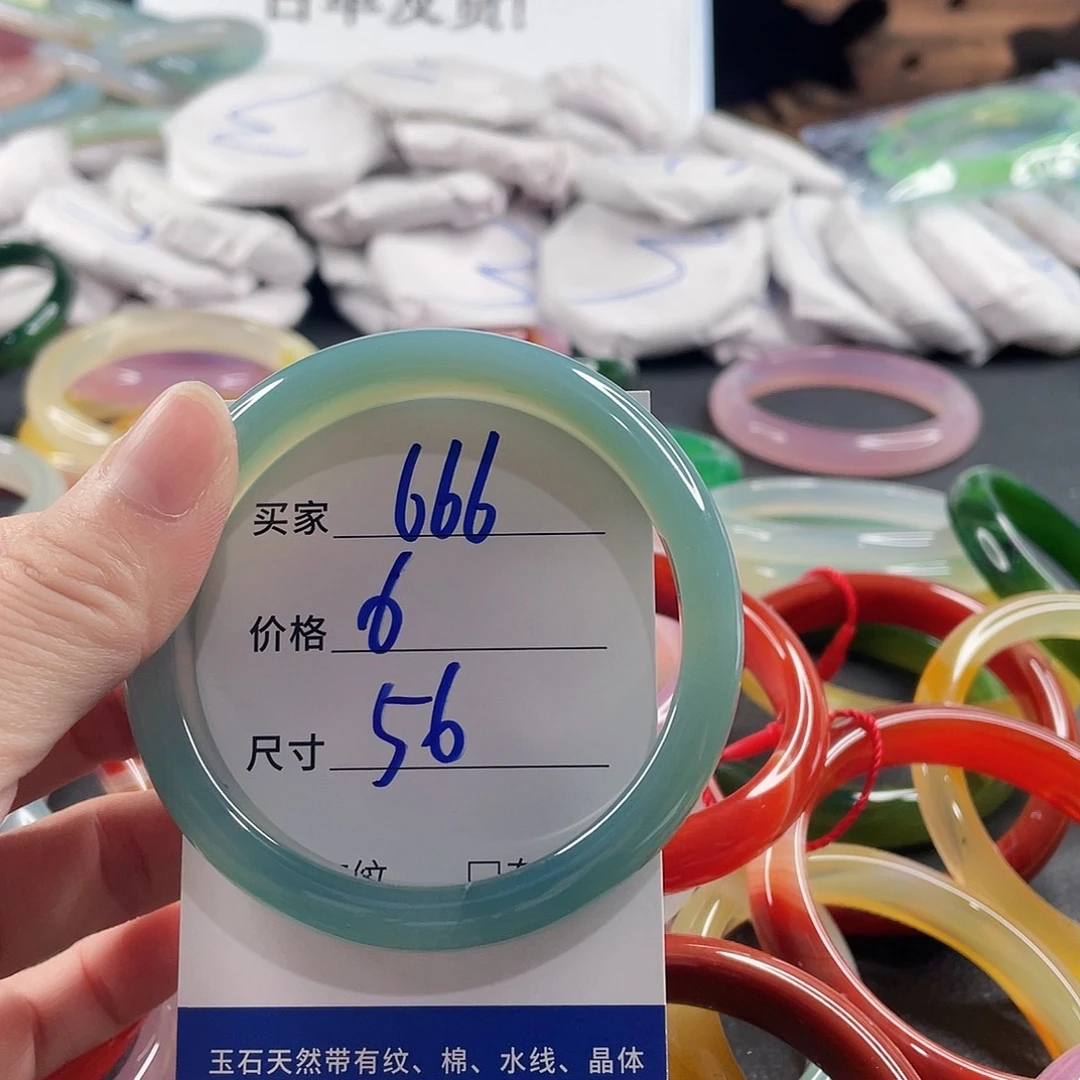 买家 666
价格 6
尺寸 56
玉石天然带有纹、棉、水线、晶体